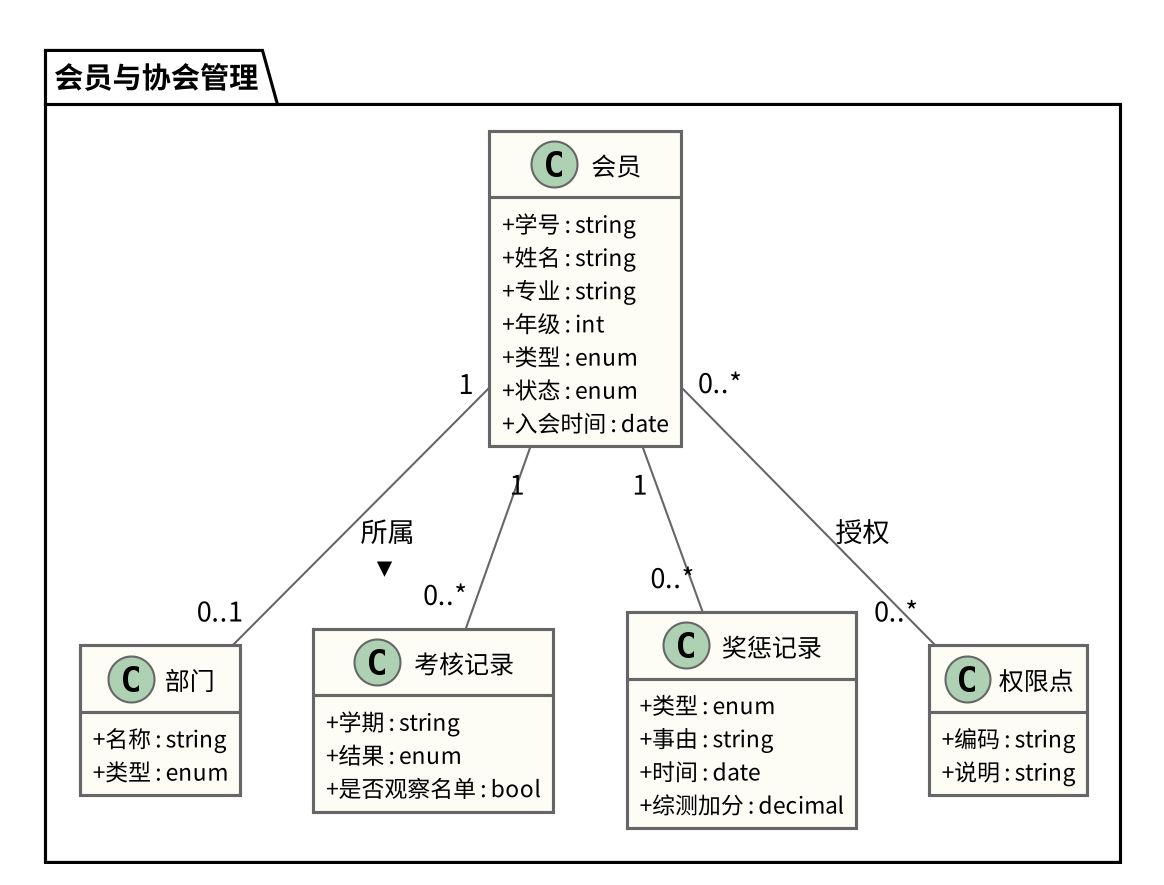 会员与协会管理
C 会员
+学号 : string
+姓名 : string
+专业 : string
+年级 : int
+类型 : enum
+状态 : enum
+入会时间 : date
1
0..*
1
1
所属
▼
授权
0..*
0..*
0..1
0..*
C 部门
+名称 : string
+类型 : enum
C 考核记录
+学期 : string
+结果 : enum
+是否观察名单 : bool
C 奖惩记录
+类型 : enum
+事由 : string
+时间 : date
+综测加分 : decimal
C 权限点
+编码 : string
+说明 : string